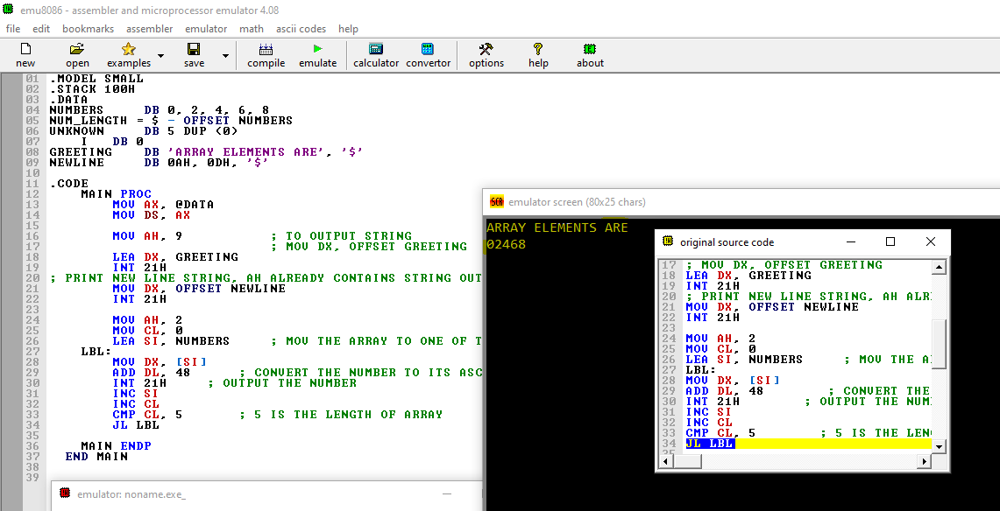 emu8086 - assembler and microprocessor emulator 4.08
file edit bookmarks assembler emulator math ascii codes help
new open examples save compile emulate calculator convertor options help about
01 .MODEL SMALL
02 .STACK 100H
03 .DATA
04 NUMBERS DB 0, 2, 4, 6, 8
05 NUM_LENGTH = $ - OFFSET NUMBERS
06 UNKNOWN DB 5 DUP (0)
07 I DB 0
08 GREETING DB 'ARRAY ELEMENTS ARE', '$'
09 NEWLINE DB 0AH, 0DH, '$'
10
11 .CODE
12 MAIN PROC
13 MOV AX, @DATA
14 MOV DS, AX
15
16 MOV AH, 9 ; TO OUTPUT STRING
17 ; MOV DX, OFFSET GREETING
18 LEA DX, GREETING
19 INT 21H
20 ; PRINT NEW LINE STRING, AH ALREADY CONTAINS STRING OUT
21 MOV DX, OFFSET NEWLINE
22 INT 21H
23
24 MOV AH, 2
25 MOV CL, 0
26 LEA SI, NUMBERS ; MOV THE ARRAY TO ONE OF T
27 LBL:
28 MOV DX, [SI]
29 ADD DL, 48 ; CONVERT THE NUMBER TO ITS ASC
30 INT 21H ; OUTPUT THE NUMBER
31 INC SI
32 INC CL
33 CMP CL, 5 ; 5 IS THE LENGTH OF ARRAY
34 JL LBL
35
36 MAIN ENDP
37 END MAIN
38
39
emulator: noname.exe_
SCR emulator screen (80x25 chars)
ARRAY ELEMENTS ARE
02468
original source code
17 ; MOV DX, OFFSET GREETING
18 LEA DX, GREETING
19 INT 21H
20 ; PRINT NEW LINE STRING, AH ALR
21 MOV DX, OFFSET NEWLINE
22 INT 21H
23
24 MOV AH, 2
25 MOV CL, 0
26 LEA SI, NUMBERS ; MOV THE A
27 LBL:
28 MOV DX, [SI]
29 ADD DL, 48 ; CONVERT THE
30 INT 21H ; OUTPUT THE NUM
31 INC SI
32 INC CL
33 CMP CL, 5 ; 5 IS THE LEN
34 JL LBL
35